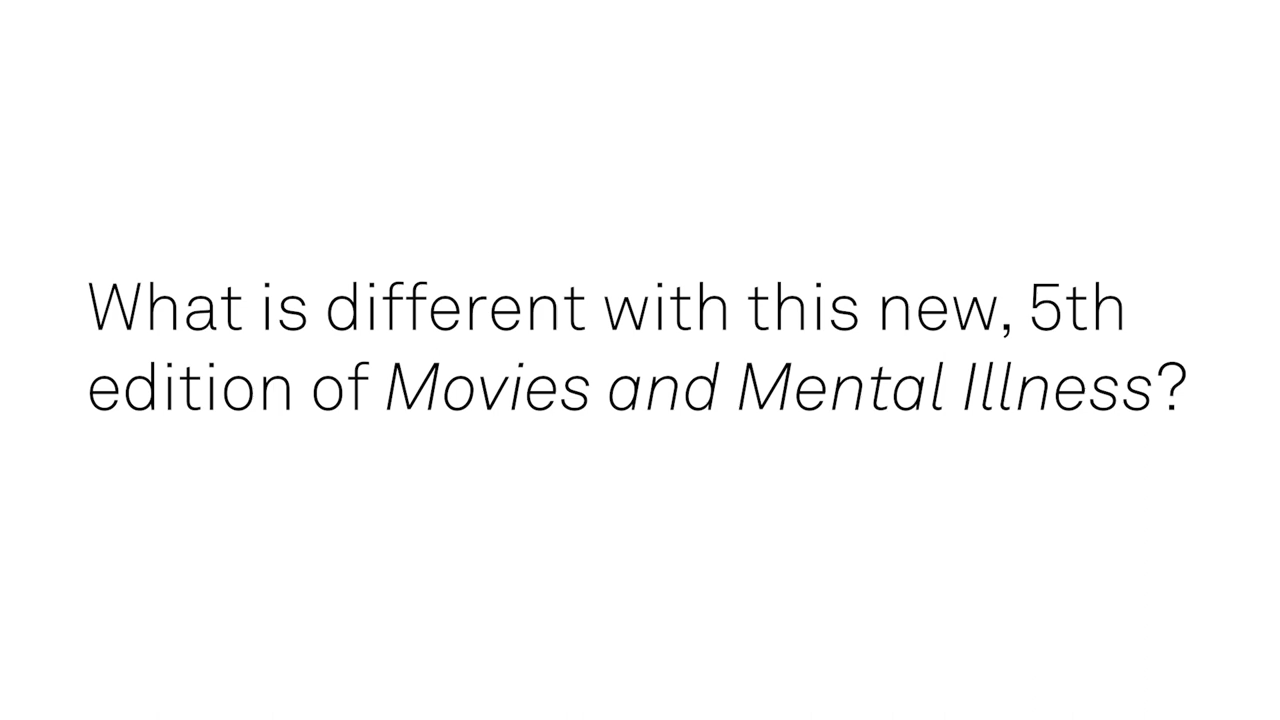 What is different with this new, 5th
edition of Movies and Mental Illness?